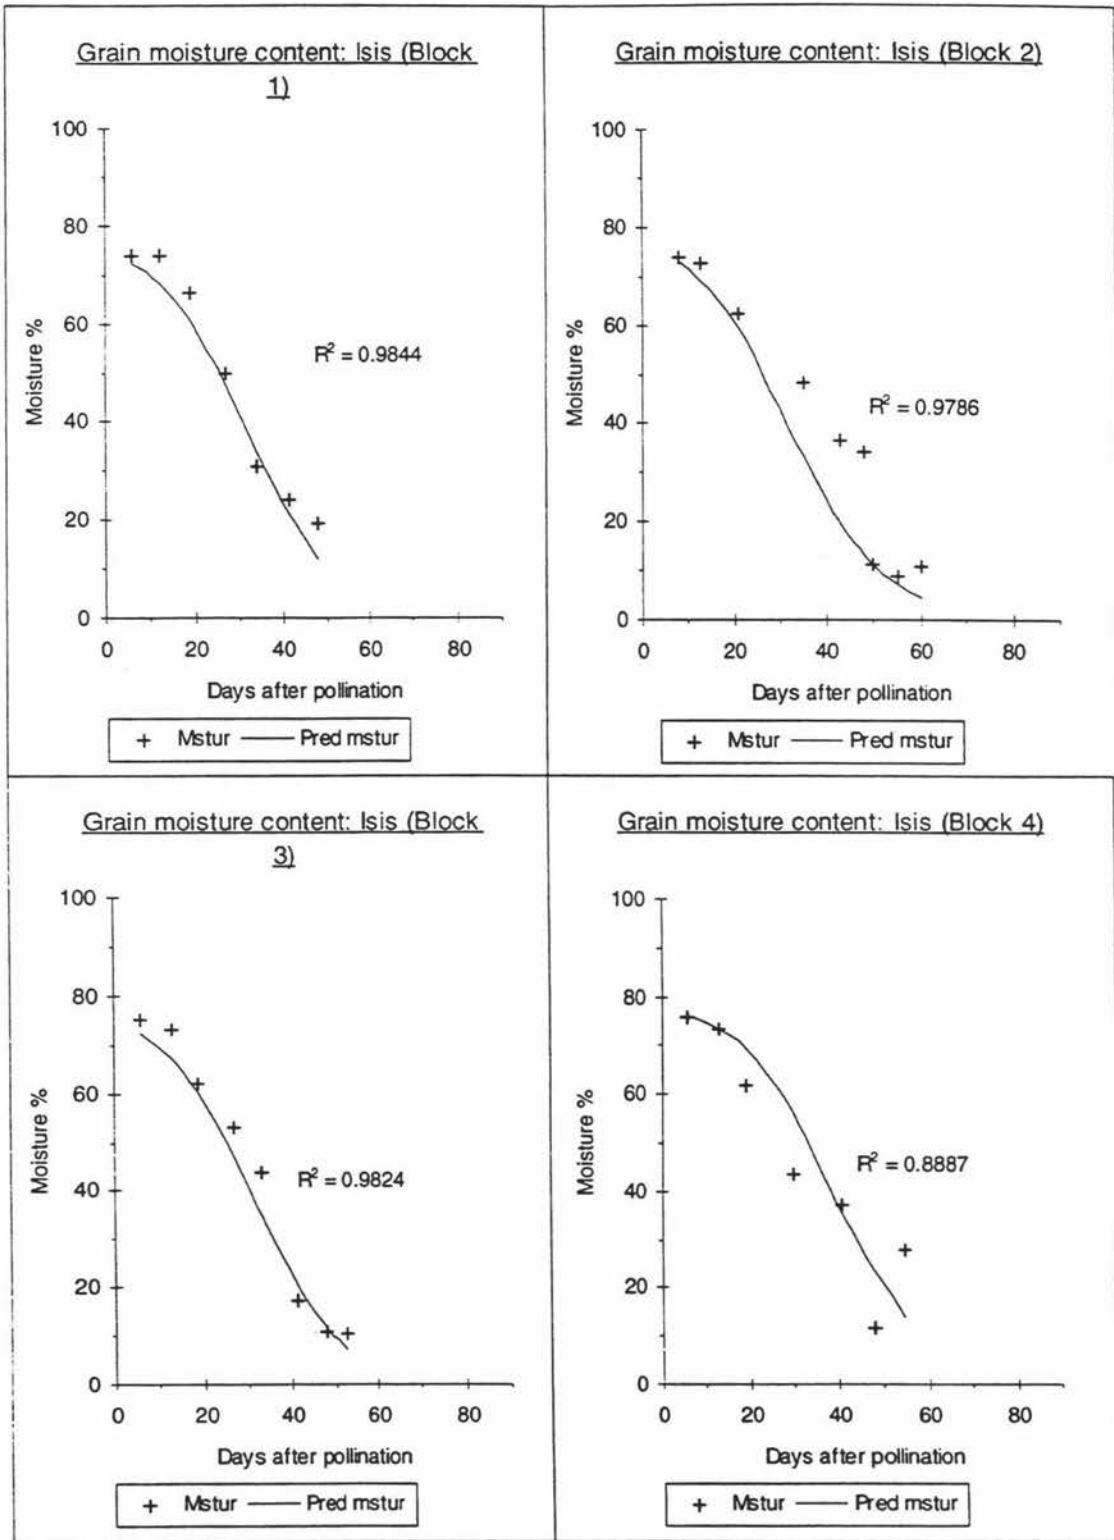 Grain moisture content: Isis (Block
1)
100
80
60
40
20
0
Moisture %
R² = 0.9844
0 20 40 60 80
Days after pollination
+ Mstur —— Pred mstur
Grain moisture content: Isis (Block 2)
100
80
60
40
20
0
Moisture %
R² = 0.9786
0 20 40 60 80
Days after pollination
+ Mstur —— Pred mstur
Grain moisture content: Isis (Block
3)
100
80
60
40
20
0
Moisture %
R² = 0.9824
0 20 40 60 80
Days after pollination
+ Mstur —— Pred mstur
Grain moisture content: Isis (Block 4)
100
80
60
40
20
0
Moisture %
R² = 0.8887
0 20 40 60 80
Days after pollination
+ Mstur —— Pred mstur